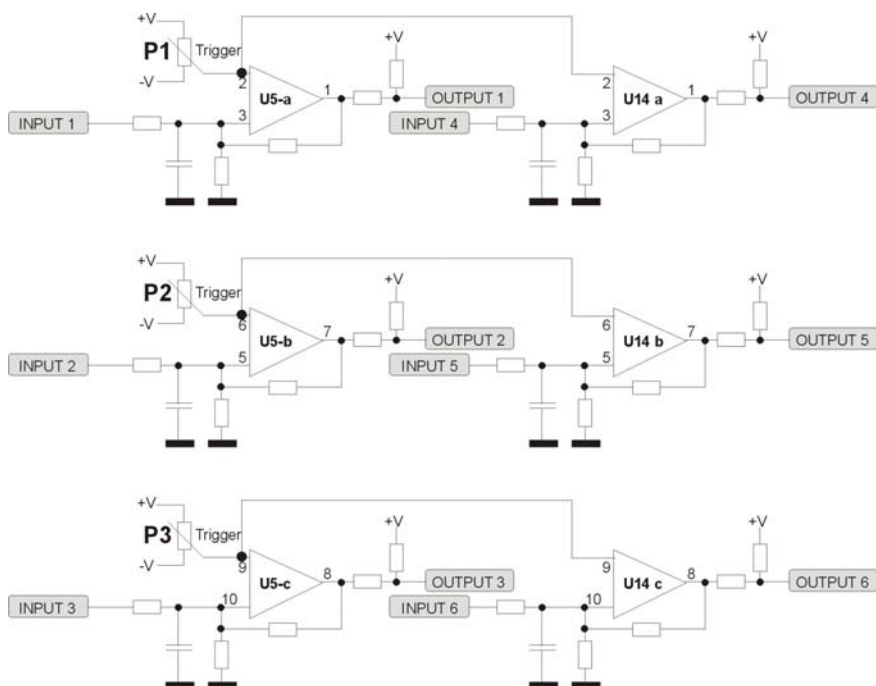 +V
P1 Trigger
-V
2
U5-a
1
+V
OUTPUT 1
INPUT 1
3
2
U14 a
1
+V
OUTPUT 4
INPUT 4
3
+V
P2 Trigger
-V
6
U5-b
7
+V
OUTPUT 2
INPUT 2
5
6
U14 b
7
+V
OUTPUT 5
INPUT 5
5
+V
P3 Trigger
-V
9
U5-c
8
+V
OUTPUT 3
INPUT 3
10
9
U14 c
8
+V
OUTPUT 6
INPUT 6
10